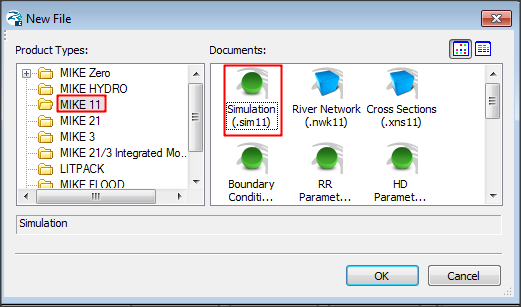 New File
Product Types:
Documents:
MIKE Zero
MIKE HYDRO
MIKE 11
MIKE 21
MIKE 3
MIKE 21/3 Integrated Mo...
LITPACK
MIKE FLOOD
Simulation
(.sim11)
River Network
(.nwk11)
Cross Sections
(.xns11)
Boundary
Conditi...
RR
Paramet...
HD
Paramet...
Simulation
OK
Cancel